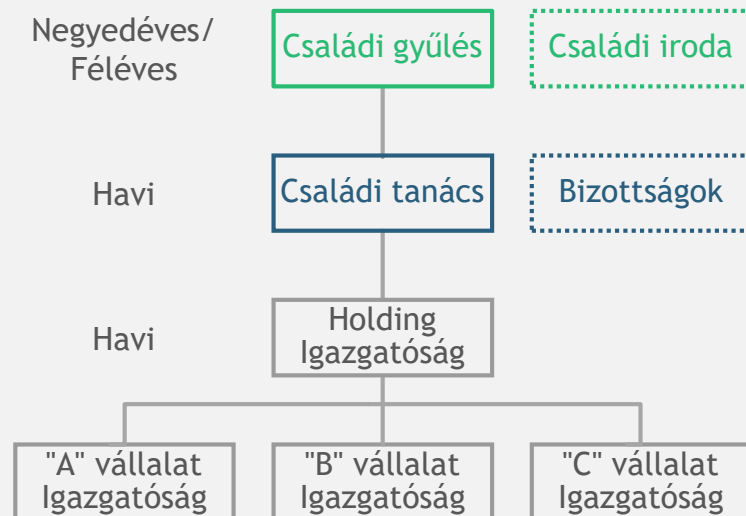 Negyedéves/
Féléves
Családi gyűlés
Családi iroda
Havi
Családi tanács
Bizottságok
Havi
Holding
Igazgatóság
"A" vállalat
Igazgatóság
"B" vállalat
Igazgatóság
"C" vállalat
Igazgatóság